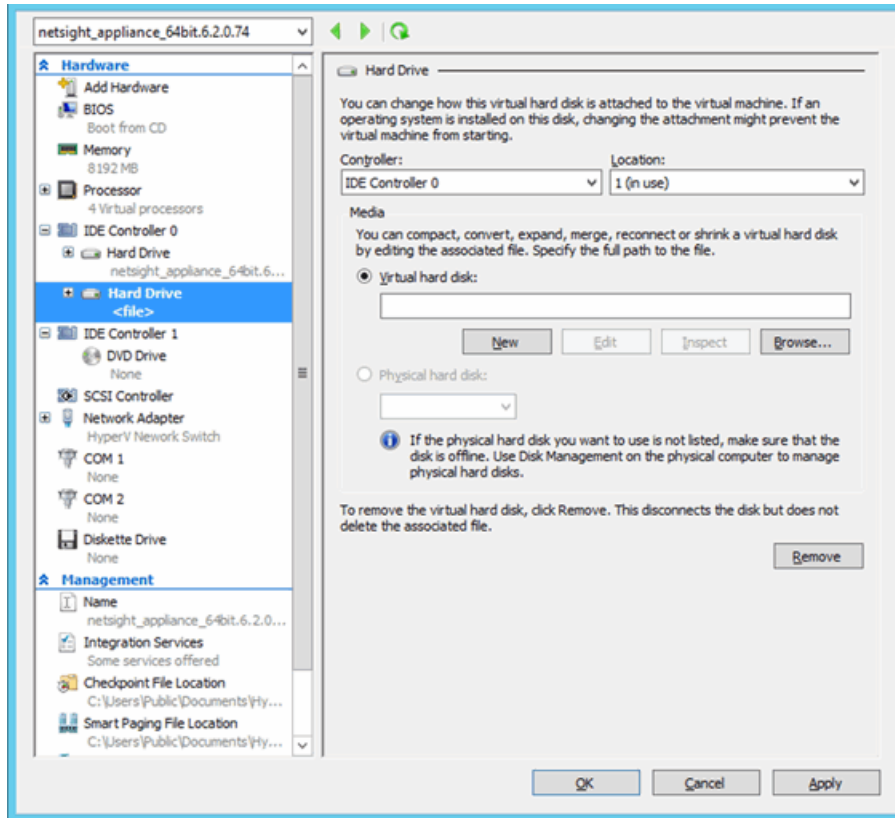 netsight_appliance_64bit.6.2.0.74
Hardware
Add Hardware
BIOS
Boot from CD
Memory
8192 MB
Processor
4 Virtual processors
IDE Controller 0
Hard Drive
netsight_appliance_64bit.6...
Hard Drive
<file>
IDE Controller 1
DVD Drive
None
SCSI Controller
Network Adapter
HyperV Nework Switch
COM 1
None
COM 2
None
Diskette Drive
None
Management
Name
netsight_appliance_64bit.6.2.0...
Integration Services
Some services offered
Checkpoint File Location
C:\Users\Public\Documents\Hy...
Smart Paging File Location
C:\Users\Public\Documents\Hy...
Hard Drive
You can change how this virtual hard disk is attached to the virtual machine. If an
operating system is installed on this disk, changing the attachment might prevent the
virtual machine from starting.
Controller:
Location:
IDE Controller 0
1 (in use)
Media
You can compact, convert, expand, merge, reconnect or shrink a virtual hard disk
by editing the associated file. Specify the full path to the file.
Virtual hard disk:
New
Edit
Inspect
Browse...
Physical hard disk:
If the physical hard disk you want to use is not listed, make sure that the
disk is offline. Use Disk Management on the physical computer to manage
physical hard disks.
To remove the virtual hard disk, click Remove. This disconnects the disk but does not
delete the associated file.
Remove
OK
Cancel
Apply